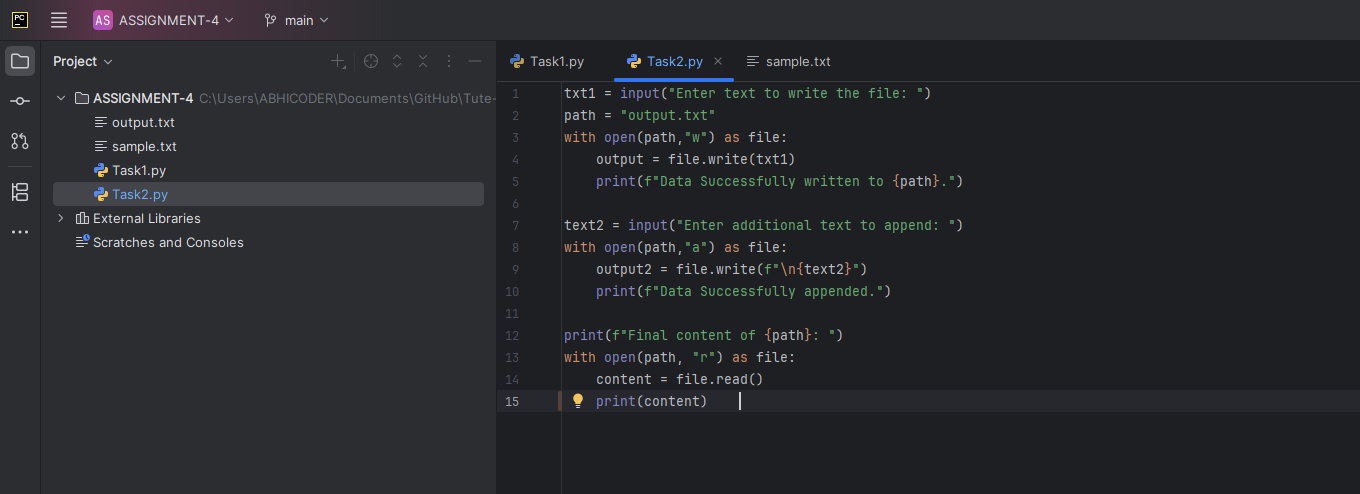 PC AS ASSIGNMENT-4 main
Project
ASSIGNMENT-4 C:\Users\ABHICODER\Documents\GitHub\Tute-
output.txt
sample.txt
Task1.py
Task2.py
External Libraries
Scratches and Consoles
Task1.py Task2.py sample.txt
1 txt1 = input("Enter text to write the file: ")
2 path = "output.txt"
3 with open(path,"w") as file:
4     output = file.write(txt1)
5     print(f"Data Successfully written to {path}.")
6
7 text2 = input("Enter additional text to append: ")
8 with open(path,"a") as file:
9     output2 = file.write(f"\n{text2}")
10     print(f"Data Successfully appended.")
11
12 print(f"Final content of {path}: ")
13 with open(path, "r") as file:
14     content = file.read()
15     print(content)